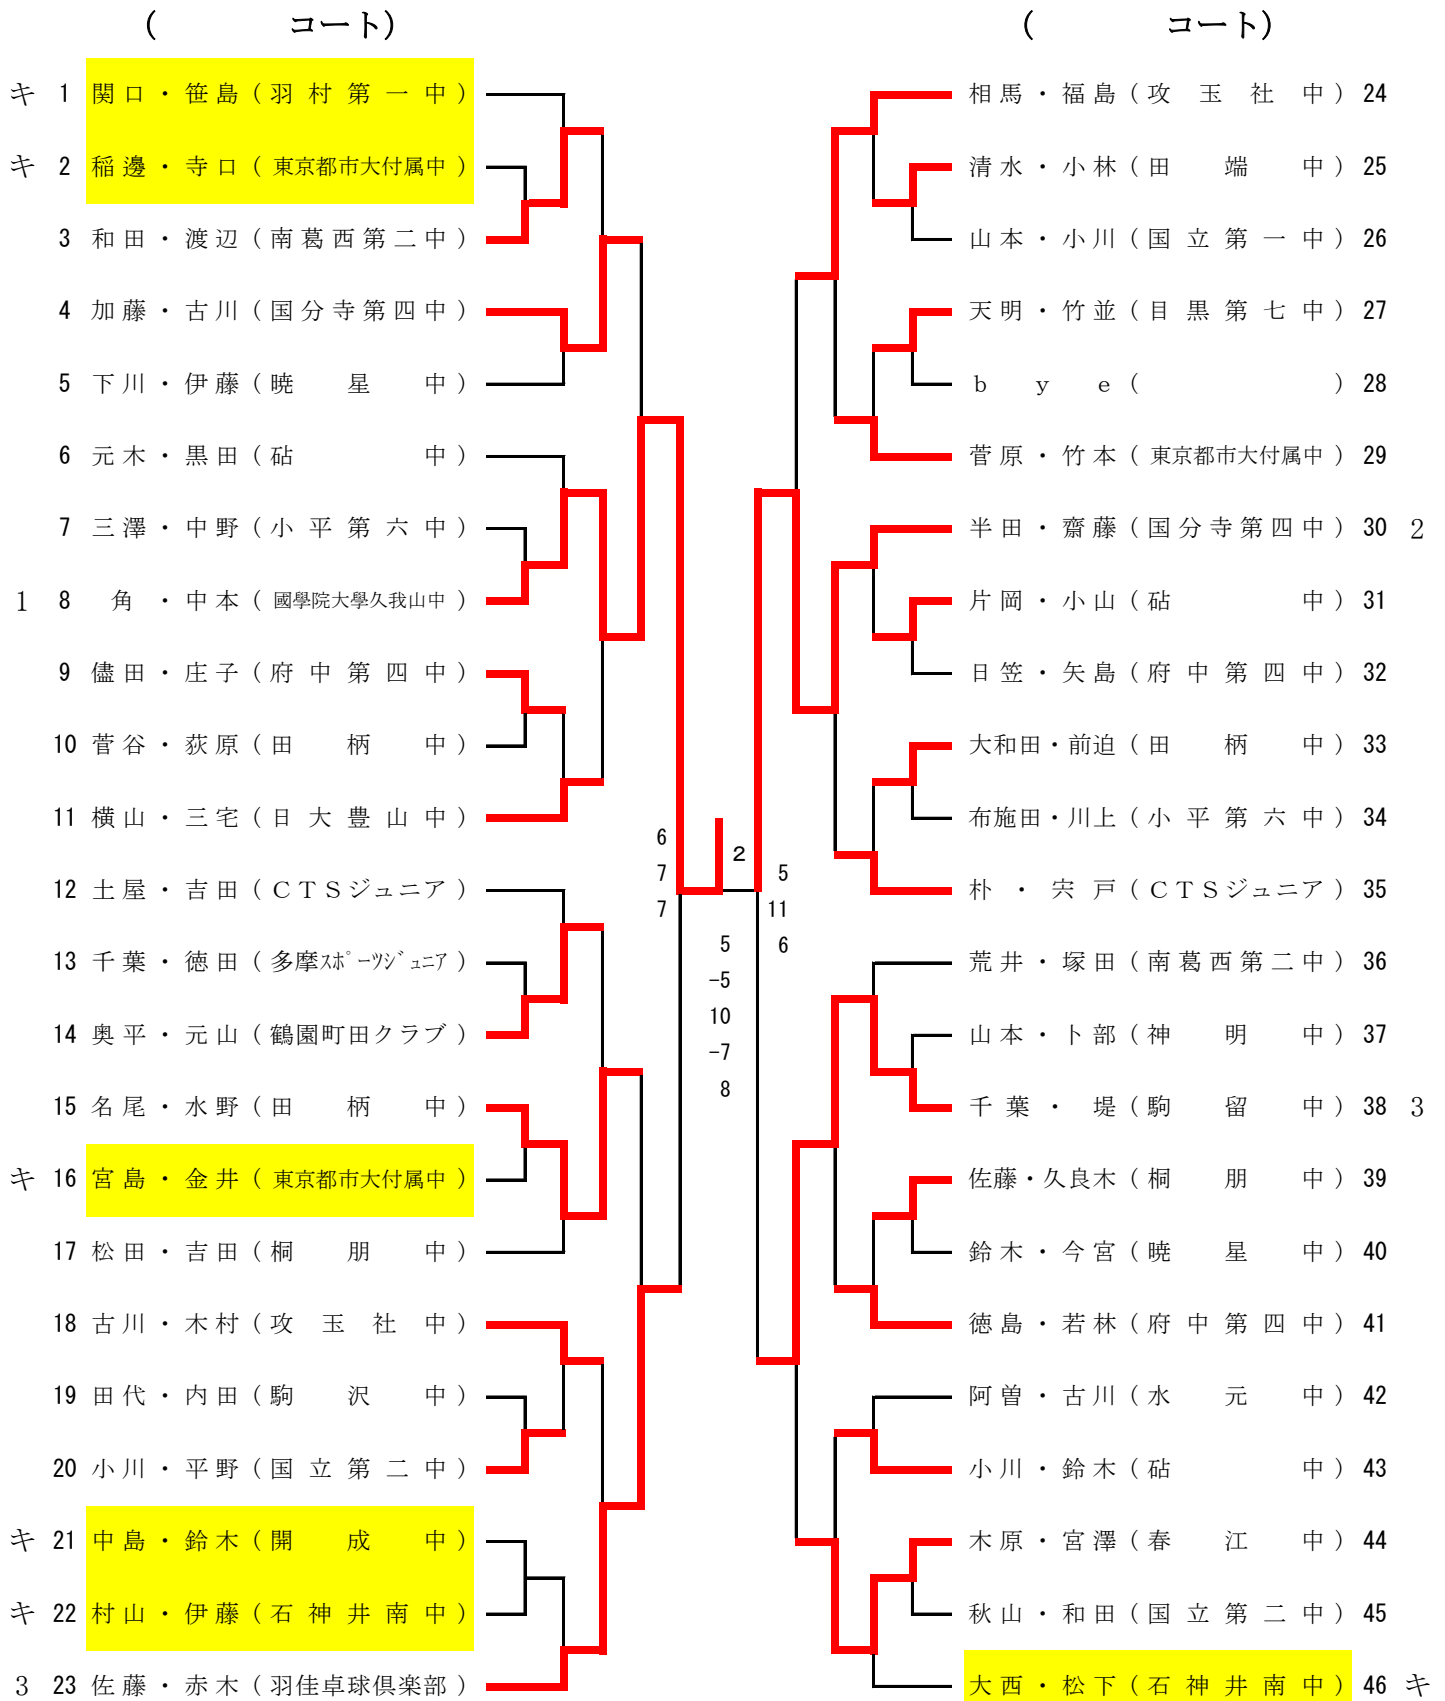 (　　　コート)
キ 1 関口・笹島(羽村第一中)
キ 2 稲邊・寺口(東京都市大付属中)
3 和田・渡辺(南葛西第二中)
4 加藤・古川(国分寺第四中)
5 下川・伊藤(暁星中)
6 元木・黒田(砧中)
7 三澤・中野(小平第六中)
1 8 角・中本(國學院大學久我山中)
9 儘田・庄子(府中第四中)
10 菅谷・荻原(田柄中)
11 横山・三宅(日大豊山中)
12 土屋・吉田(CTSジュニア)
13 千葉・徳田(多摩スポーツジュニア)
14 奥平・元山(鶴園町田クラブ)
15 名尾・水野(田柄中)
キ 16 宮島・金井(東京都市大付属中)
17 松田・吉田(桐朋中)
18 古川・木村(攻玉社中)
19 田代・内田(駒沢中)
20 小川・平野(国立第二中)
キ 21 中島・鈴木(開成中)
キ 22 村山・伊藤(石神井南中)
3 23 佐藤・赤木(羽佳卓球倶楽部)
6
7
7
2
5
-5
10
-7
8
5
11
6
(　　　コート)
相馬・福島(攻玉社中) 24
清水・小林(田端中) 25
山本・小川(国立第一中) 26
天明・竹並(目黒第七中) 27
bye(　　　) 28
菅原・竹本(東京都市大付属中) 29
半田・齋藤(国分寺第四中) 30 2
片岡・小山(砧中) 31
日笠・矢島(府中第四中) 32
大和田・前迫(田柄中) 33
布施田・川上(小平第六中) 34
朴・宍戸(CTSジュニア) 35
荒井・塚田(南葛西第二中) 36
山本・卜部(神明中) 37
千葉・堤(駒留中) 38 3
佐藤・久良木(桐朋中) 39
鈴木・今宮(暁星中) 40
徳島・若林(府中第四中) 41
阿曽・古川(水元中) 42
小川・鈴木(砧中) 43
木原・宮澤(春江中) 44
秋山・和田(国立第二中) 45
大西・松下(石神井南中) 46 キ